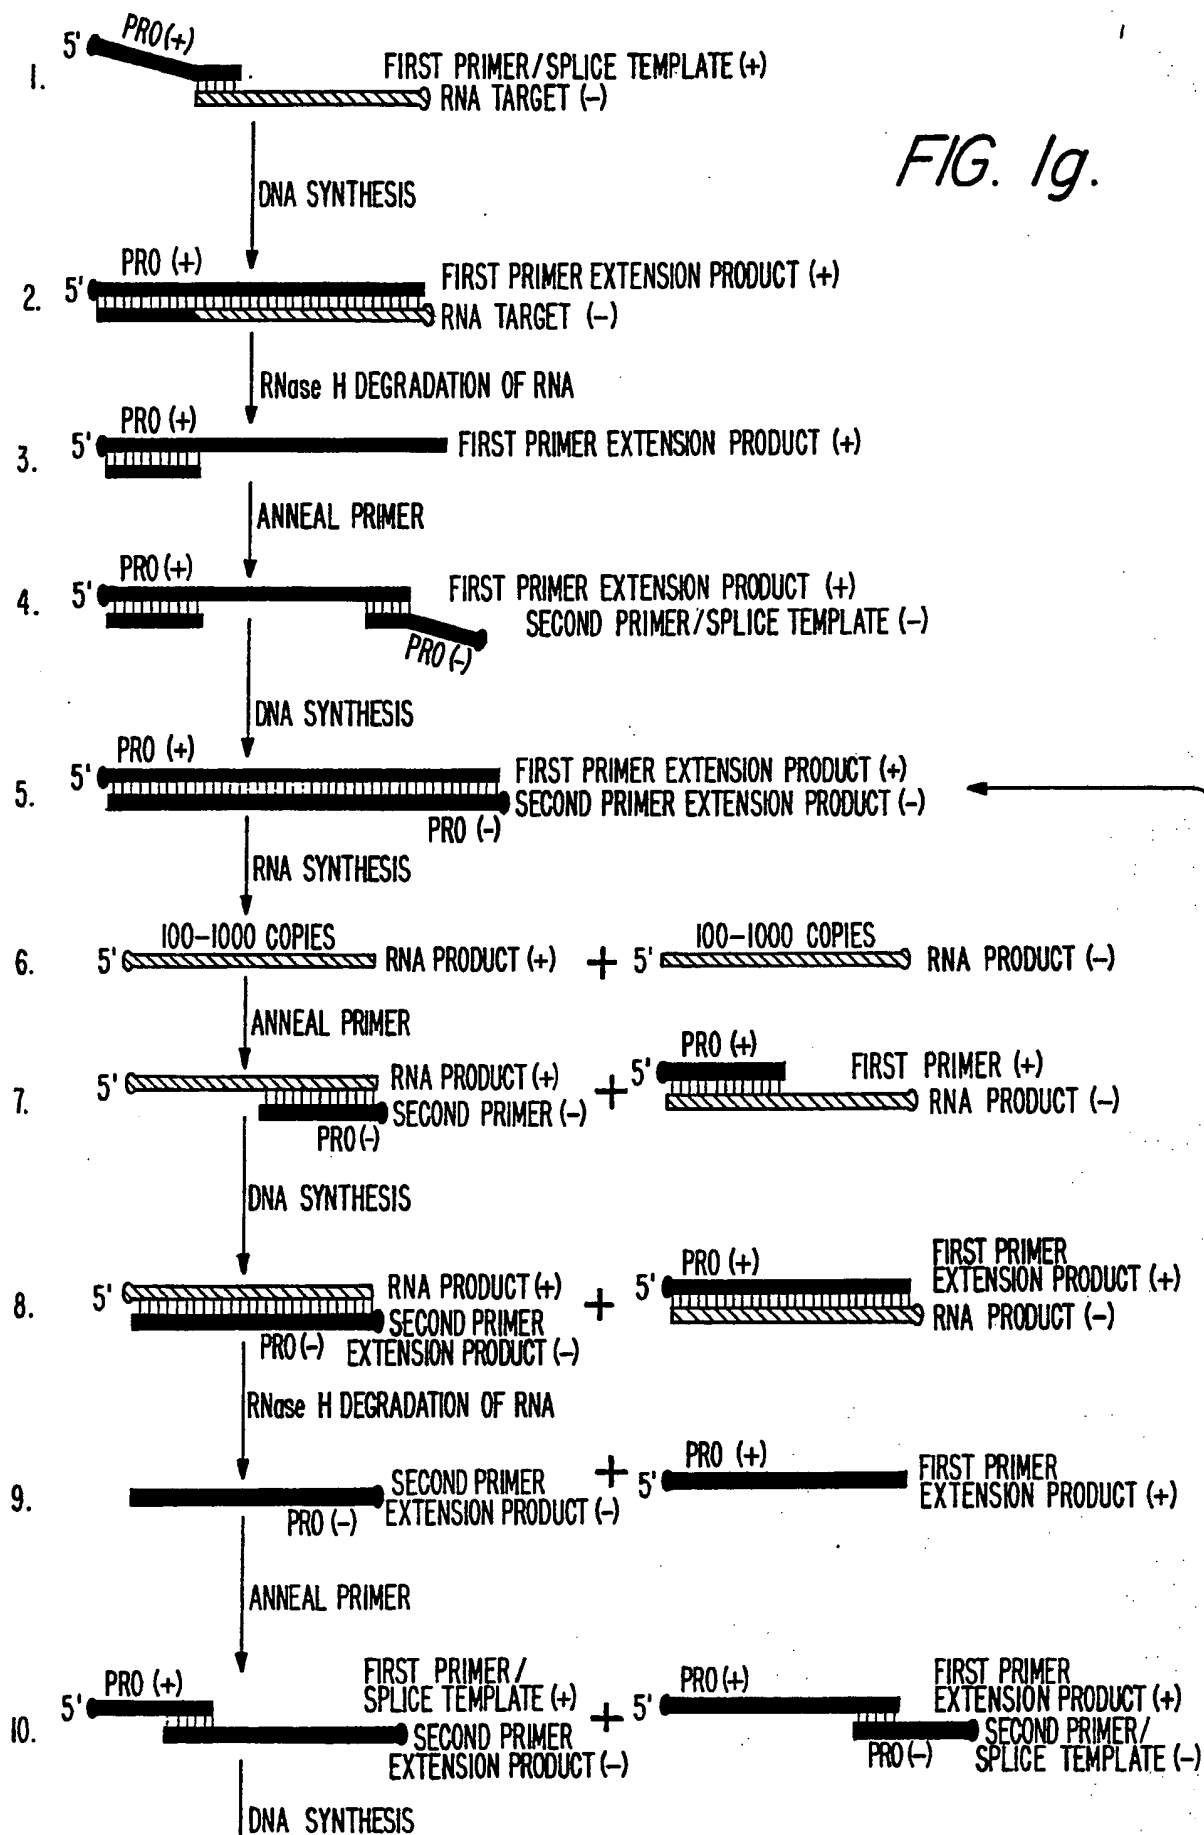 5' PRO (+)
1. FIRST PRIMER/SPLICE TEMPLATE (+)
RNA TARGET (-)
FIG. 1g.
DNA SYNTHESIS
PRO (+)
2. 5' FIRST PRIMER EXTENSION PRODUCT (+)
RNA TARGET (-)
RNase H DEGRADATION OF RNA
PRO (+)
3. 5' FIRST PRIMER EXTENSION PRODUCT (+)
ANNEAL PRIMER
PRO (+)
4. 5' FIRST PRIMER EXTENSION PRODUCT (+)
SECOND PRIMER/SPLICE TEMPLATE (-)
PRO (-)
DNA SYNTHESIS
PRO (+)
5. 5' FIRST PRIMER EXTENSION PRODUCT (+)
SECOND PRIMER EXTENSION PRODUCT (-)
PRO (-)
RNA SYNTHESIS
100-1000 COPIES 100-1000 COPIES
6. 5' RNA PRODUCT (+) + 5' RNA PRODUCT (-)
ANNEAL PRIMER
7. 5' RNA PRODUCT (+)
SECOND PRIMER (-)
PRO (-)
+ 5' PRO (+)
FIRST PRIMER (+)
RNA PRODUCT (-)
DNA SYNTHESIS
8. 5' RNA PRODUCT (+)
SECOND PRIMER
EXTENSION PRODUCT (-)
PRO (-)
+ 5' PRO (+)
FIRST PRIMER
EXTENSION PRODUCT (+)
RNA PRODUCT (-)
RNase H DEGRADATION OF RNA
9. SECOND PRIMER
EXTENSION PRODUCT (-)
PRO (-)
+ 5' PRO (+)
FIRST PRIMER
EXTENSION PRODUCT (+)
ANNEAL PRIMER
10. 5' PRO (+)
FIRST PRIMER/
SPLICE TEMPLATE (+)
SECOND PRIMER
EXTENSION PRODUCT (-)
+ 5' PRO (+)
FIRST PRIMER
EXTENSION PRODUCT (+)
SECOND PRIMER/
SPLICE TEMPLATE (-)
PRO (-)
DNA SYNTHESIS